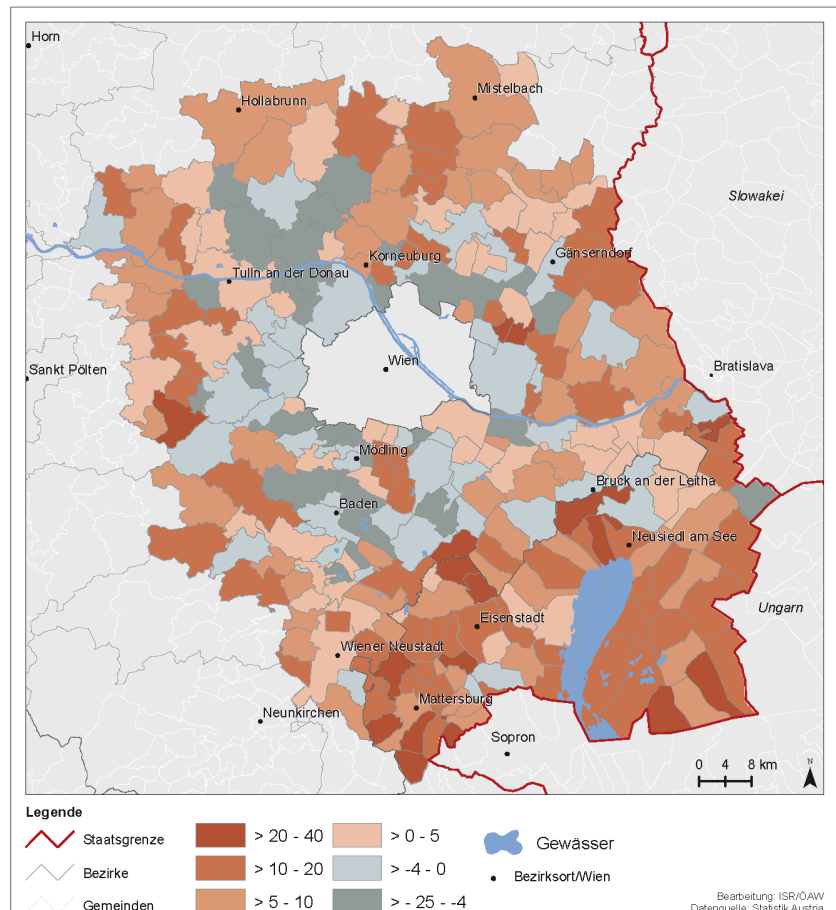 Horn
Mistelbach
Hollabrunn
Slowakei
Gänserndorf
Korneuburg
Tulln an der Donau
Wien
Sankt Pölten
Bratislava
Mödling
Bruck an der Leitha
Baden
Neusiedl am See
Ungarn
Eisenstadt
Wiener Neustadt
Mattersburg
Neunkirchen
Sopron
N
0 4 8 km
Legende
Staatsgrenze
> 20 - 40
> 0 - 5
Gewässer
Bezirke
> 10 - 20
> -4 - 0
Bezirksort/Wien
Gemeinden
> 5 - 10
> - 25 - -4
Bearbeitung: ISR/ÖAW
Datenquelle: Statistik Austria